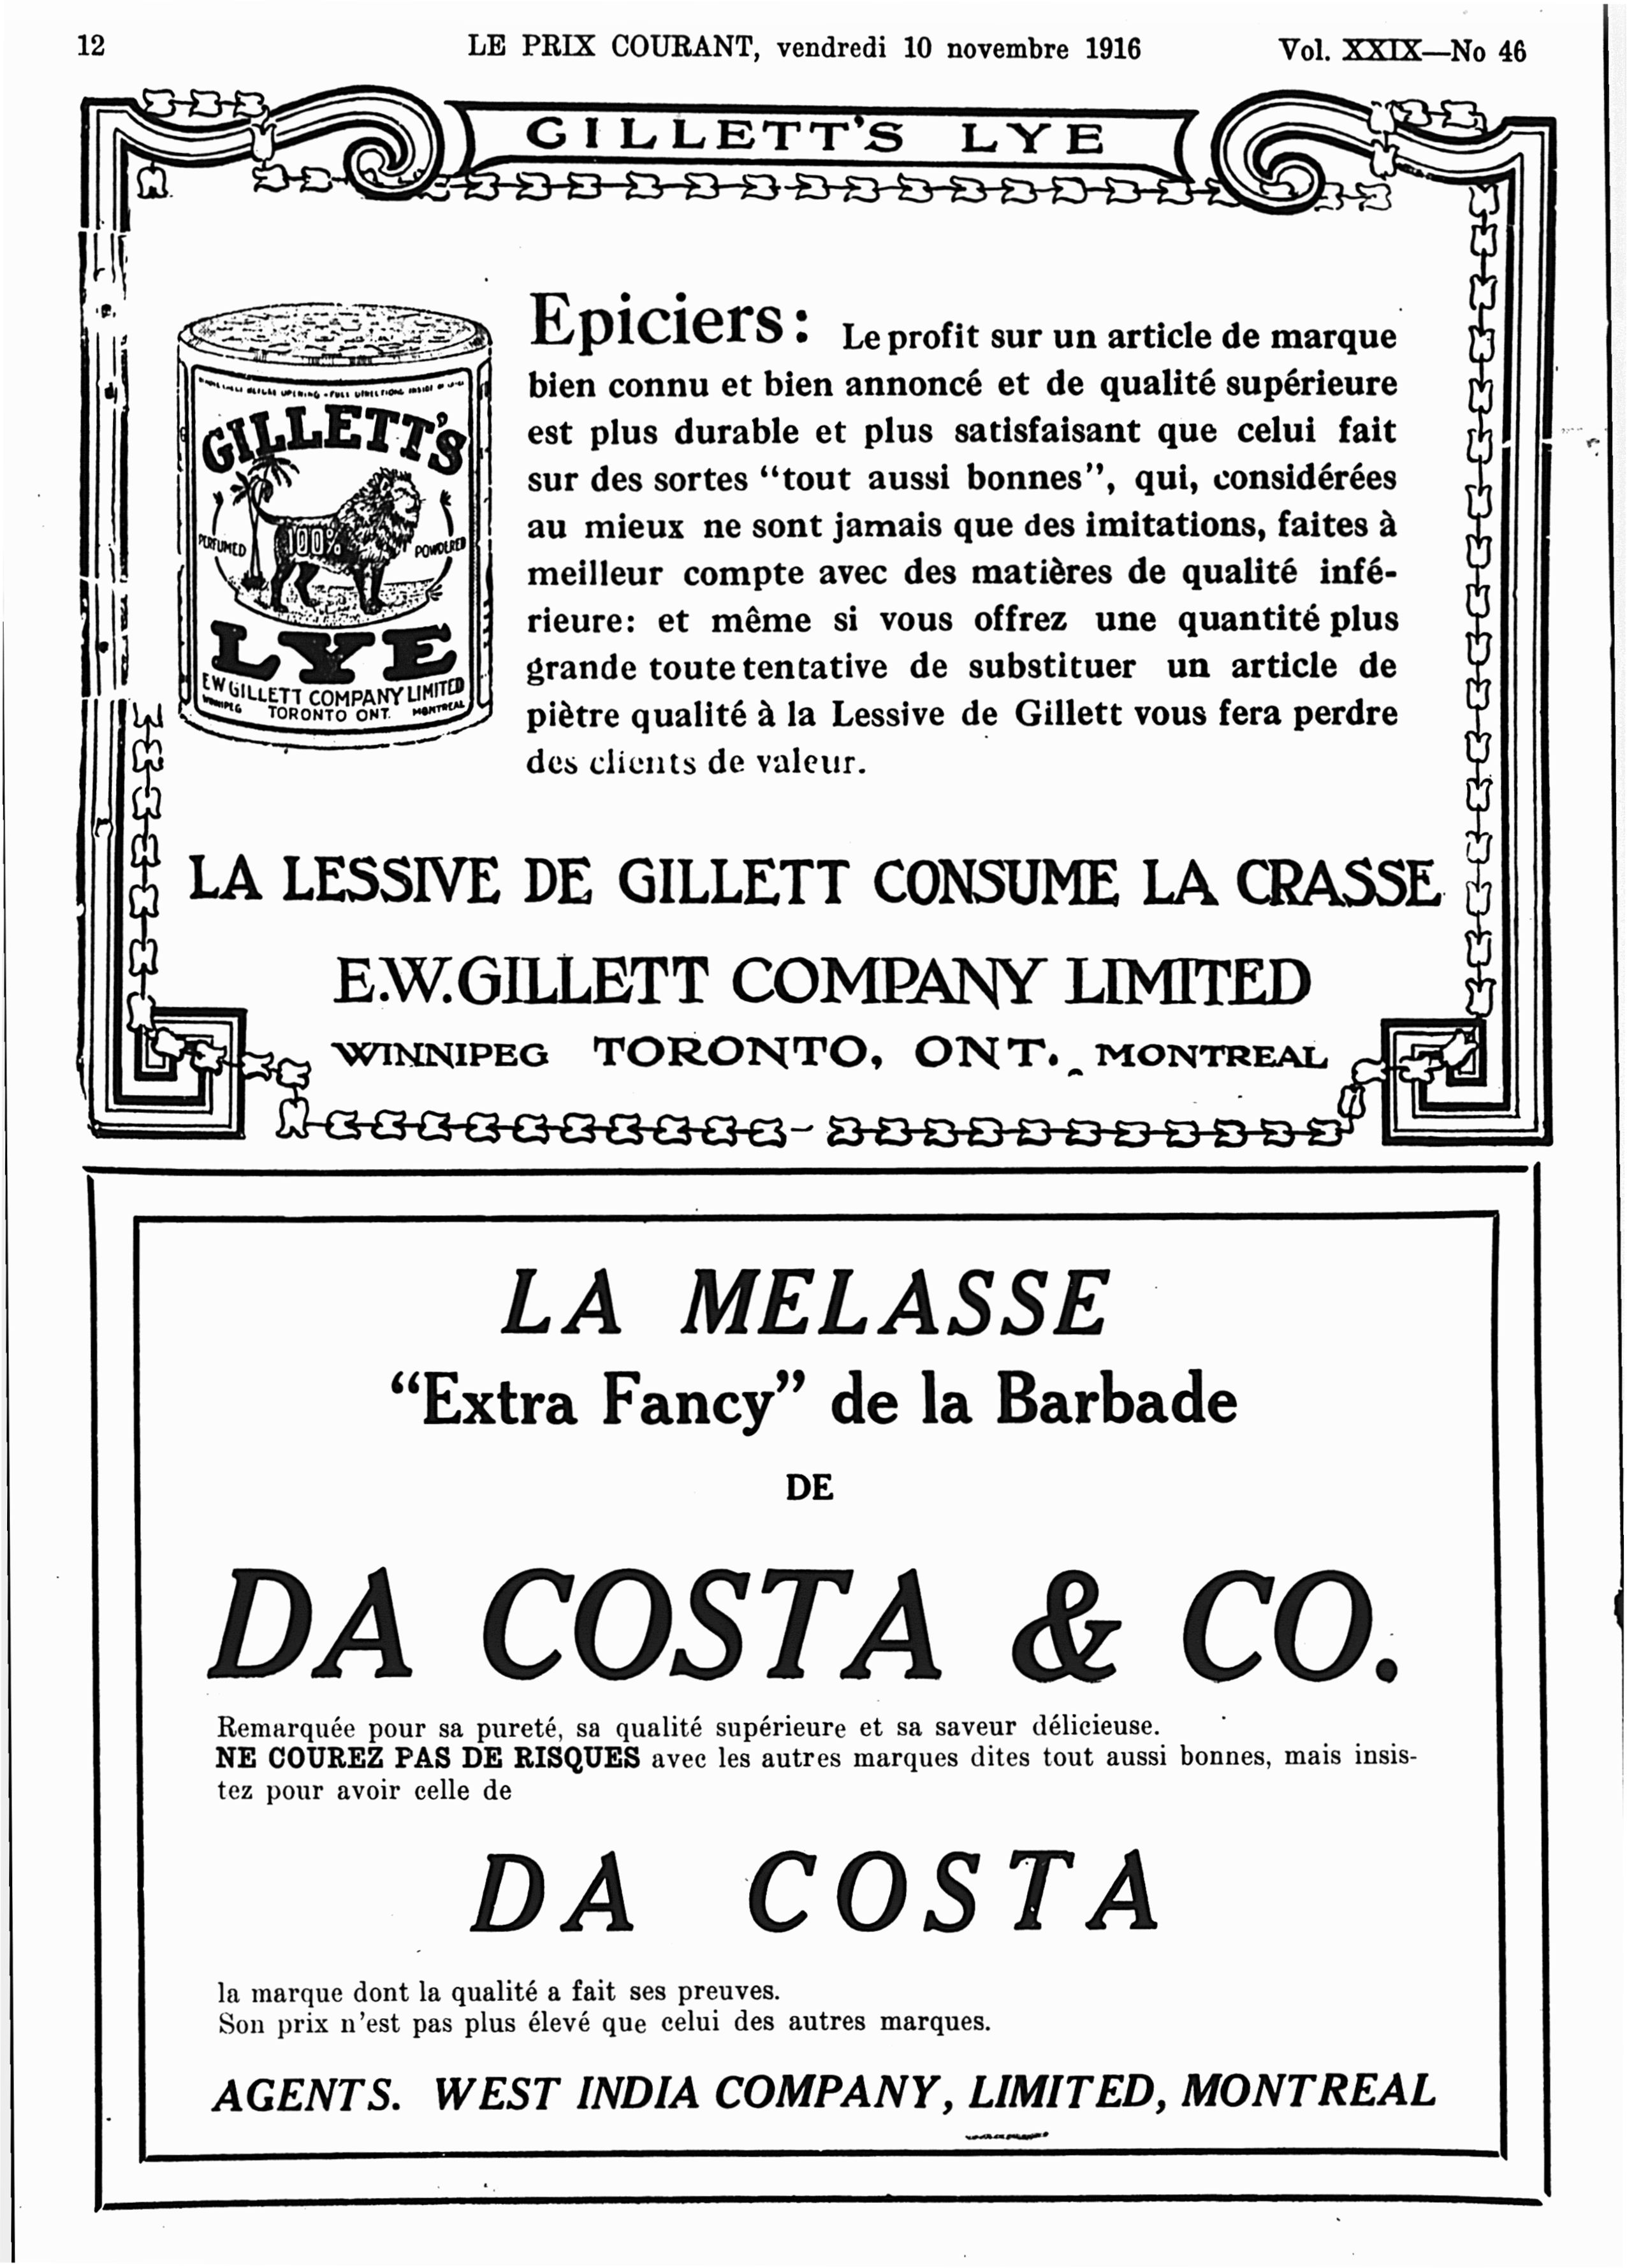 12
LE PRIX COURANT, vendredi 10 novembre 1916
Vol. XXIX—No 46
GILLETT'S LYE
FULL DIRECTIONS INSIDE
GILLETT'S
PERFUMED
100%
POWDERED
LYE
E W GILLETT COMPANY LIMITED
WINNIPEG TORONTO ONT. MONTREAL
Epiciers: Le profit sur un article de marque
bien connu et bien annoncé et de qualité supérieure
est plus durable et plus satisfaisant que celui fait
sur des sortes “tout aussi bonnes”, qui, considérées
au mieux ne sont jamais que des imitations, faites à
meilleur compte avec des matières de qualité infé-
rieure: et même si vous offrez une quantité plus
grande toute tentative de substituer un article de
piètre qualité à la Lessive de Gillett vous fera perdre
des clients de valeur.
LA LESSIVE DE GILLETT CONSUME LA CRASSE
E.W. GILLETT COMPANY LIMITED
WINNIPEG TORONTO, ONT. MONTREAL
LA MELASSE
“Extra Fancy” de la Barbade
DE
DA COSTA & CO.
Remarquée pour sa pureté, sa qualité supérieure et sa saveur délicieuse.
NE COUREZ PAS DE RISQUES avec les autres marques dites tout aussi bonnes, mais insis-
tez pour avoir celle de
DA COSTA
la marque dont la qualité a fait ses preuves.
Son prix n'est pas plus élevé que celui des autres marques.
AGENTS. WEST INDIA COMPANY, LIMITED, MONTREAL